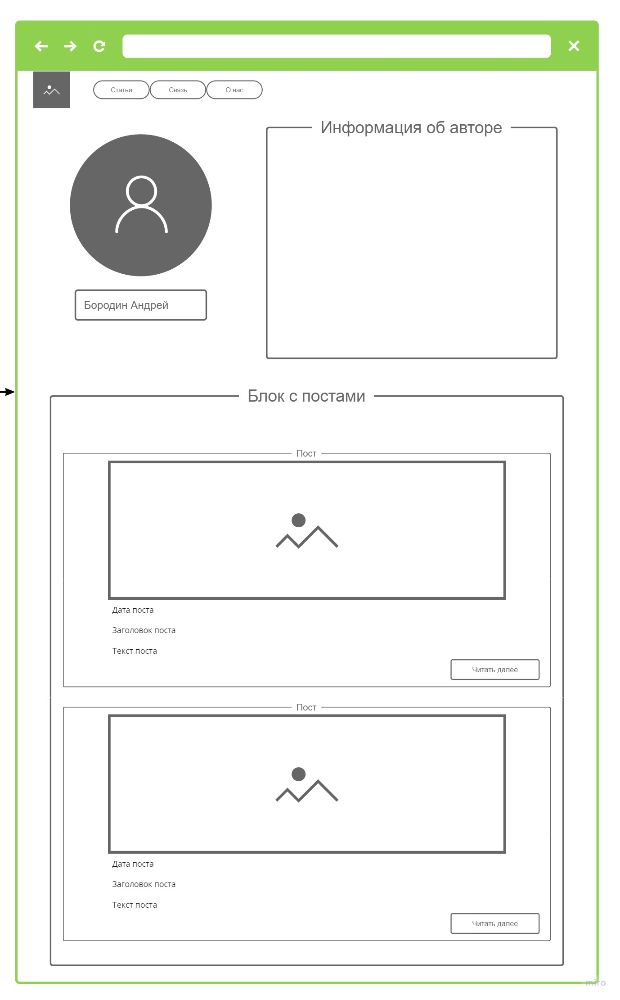 Статьи
Связь
О нас
Информация об авторе
Бородин Андрей
Блок с постами
Пост
Дата поста
Заголовок поста
Текст поста
Читать далее
Пост
Дата поста
Заголовок поста
Текст поста
Читать далее
miro